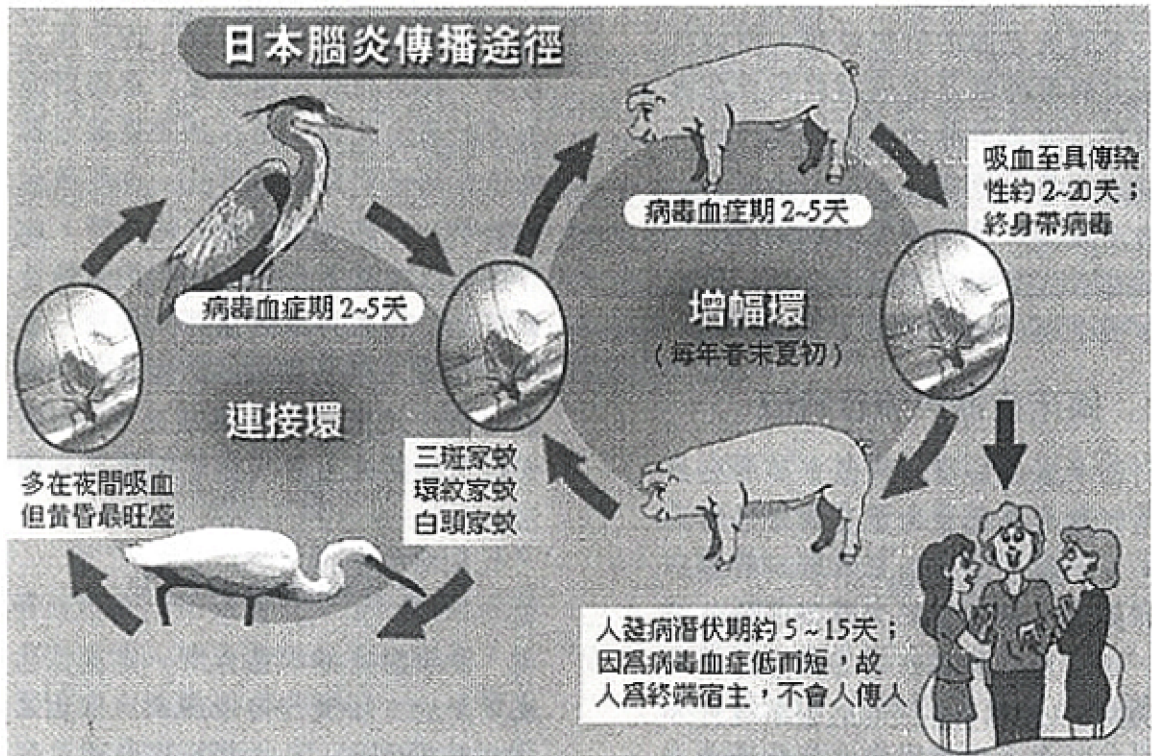 日本腦炎傳播途徑
病毒血症期 2~5天
連接環
多在夜間吸血
但黃昏最旺盛
三斑家蚊
環紋家蚊
白頭家蚊
病毒血症期 2~5天
增幅環
(每年春末夏初)
吸血至具傳染
性約 2~20天；
終身帶病毒
人發病潛伏期約 5~15天；
因為病毒血症低而短，故
人為終端宿主，不會人傳人